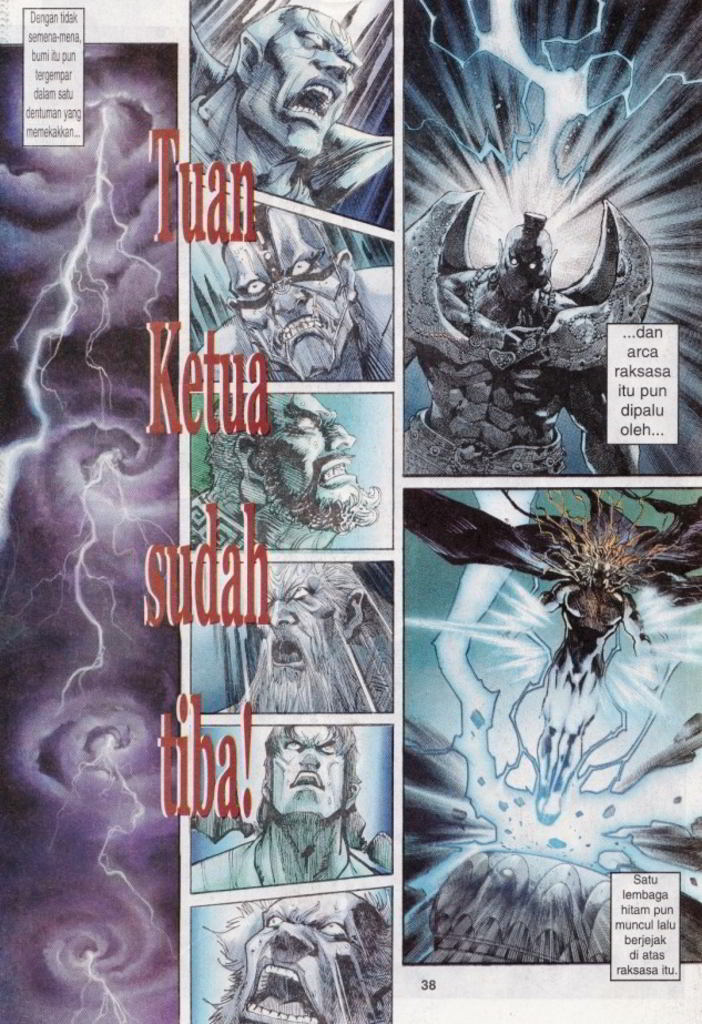 Dengan tidak
semena-mena,
bumi itu pun
tergempar
dalam satu
dentuman yang
memekakkan...
Tuan
Ketua
sudah
tiba!
...dan
arca
raksasa
itu pun
dipalu
oleh...
Satu
lembaga
hitam pun
muncul lalu
berjejak
di atas
raksasa itu.
38